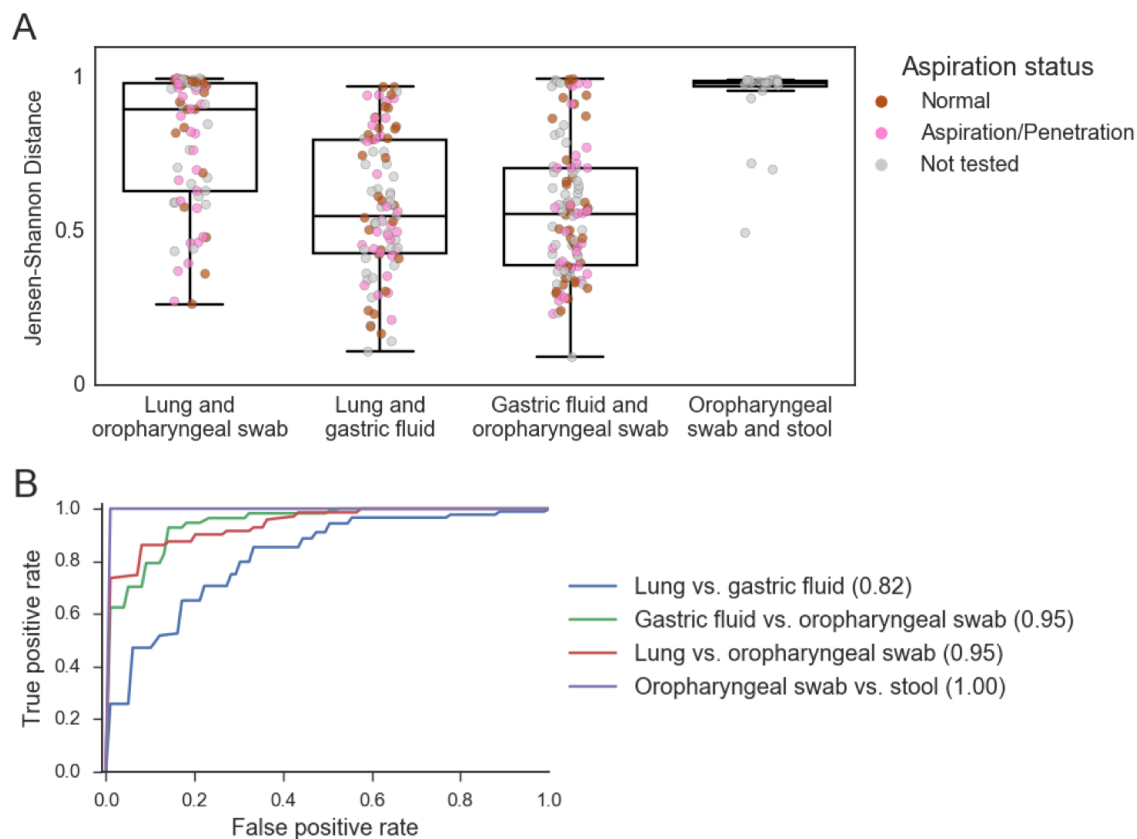 A
Jensen-Shannon Distance
1
0.5
0
Lung and
oropharyngeal swab
Lung and
gastric fluid
Gastric fluid and
oropharyngeal swab
Oropharyngeal
swab and stool
Aspiration status
Normal
Aspiration/Penetration
Not tested
B
True positive rate
1.0
0.8
0.6
0.4
0.2
0.0
0.0 0.2 0.4 0.6 0.8 1.0
False positive rate
Lung vs. gastric fluid (0.82)
Gastric fluid vs. oropharyngeal swab (0.95)
Lung vs. oropharyngeal swab (0.95)
Oropharyngeal swab vs. stool (1.00)